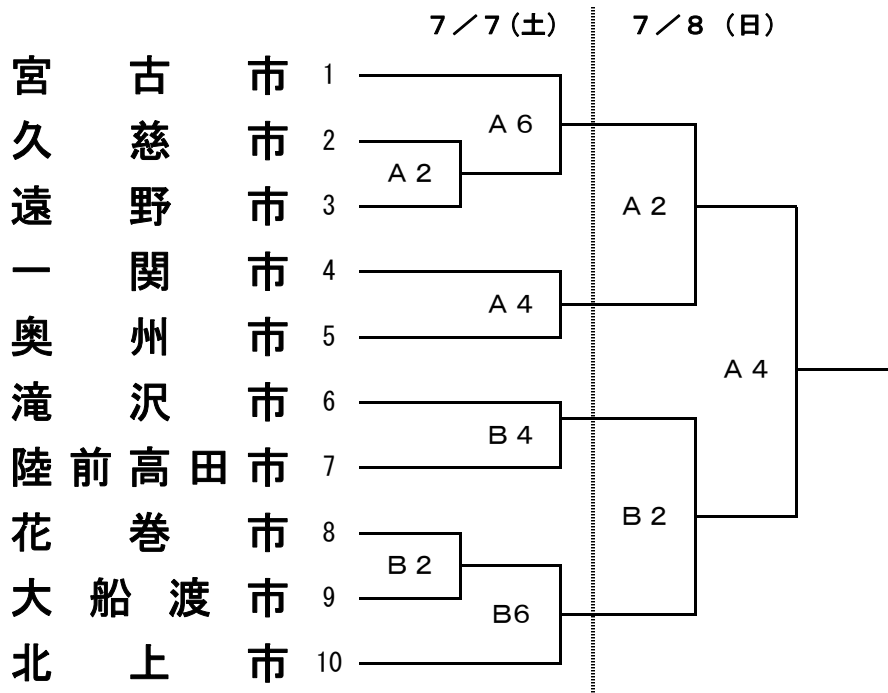 7／7（土） 7／8（日）
宮古市 1
A6
久慈市 2
A2
遠野市 3
A2
一関市 4
A4
奥州市 5
A4
滝沢市 6
B4
陸前高田市 7
B2
花巻市 8
B2
大船渡市 9
B6
北上市 10